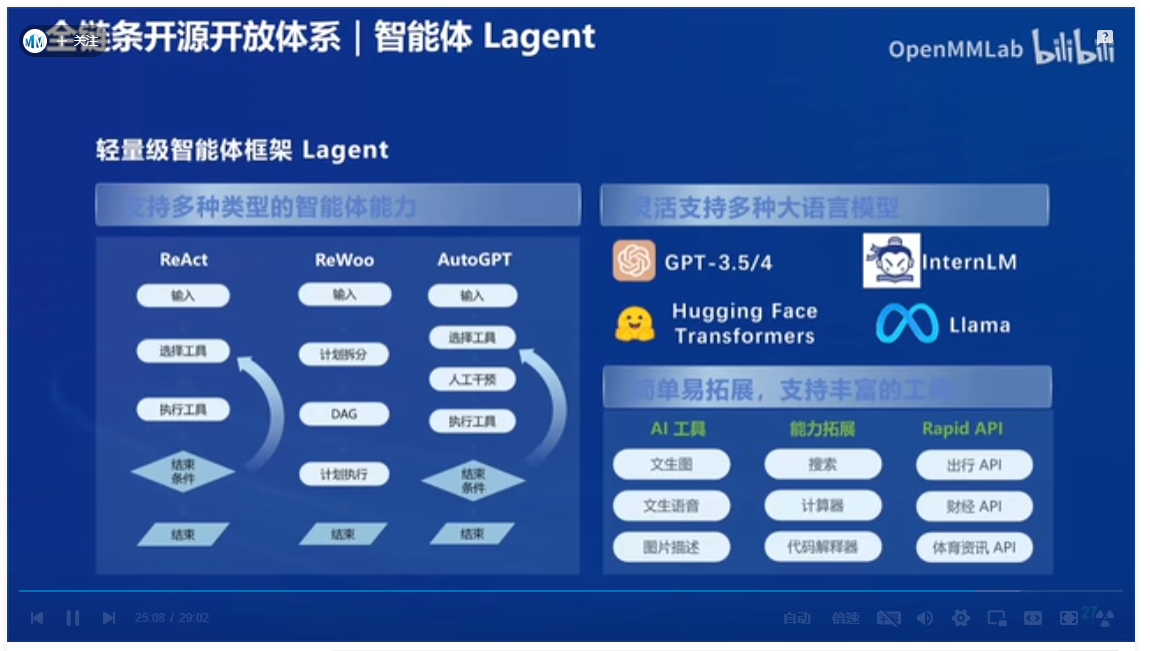 全链条开源开放体系｜智能体 Lagent
+ 关注
OpenMMLab bilibili
轻量级智能体框架 Lagent
支持多种类型的智能体能力
ReAct
输入
选择工具
执行工具
结束
条件
结束
ReWoo
输入
计划拆分
DAG
计划执行
结束
AutoGPT
输入
选择工具
人工干预
执行工具
结束
条件
结束
灵活支持多种大语言模型
GPT-3.5/4
InternLM
Hugging Face
Transformers
Llama
简单易拓展，支持丰富的工具
AI 工具
文生图
文生语音
图片描述
能力拓展
搜索
计算器
代码解释器
Rapid API
出行 API
财经 API
体育资讯 API
25:08 / 29:02
自动
倍速
27